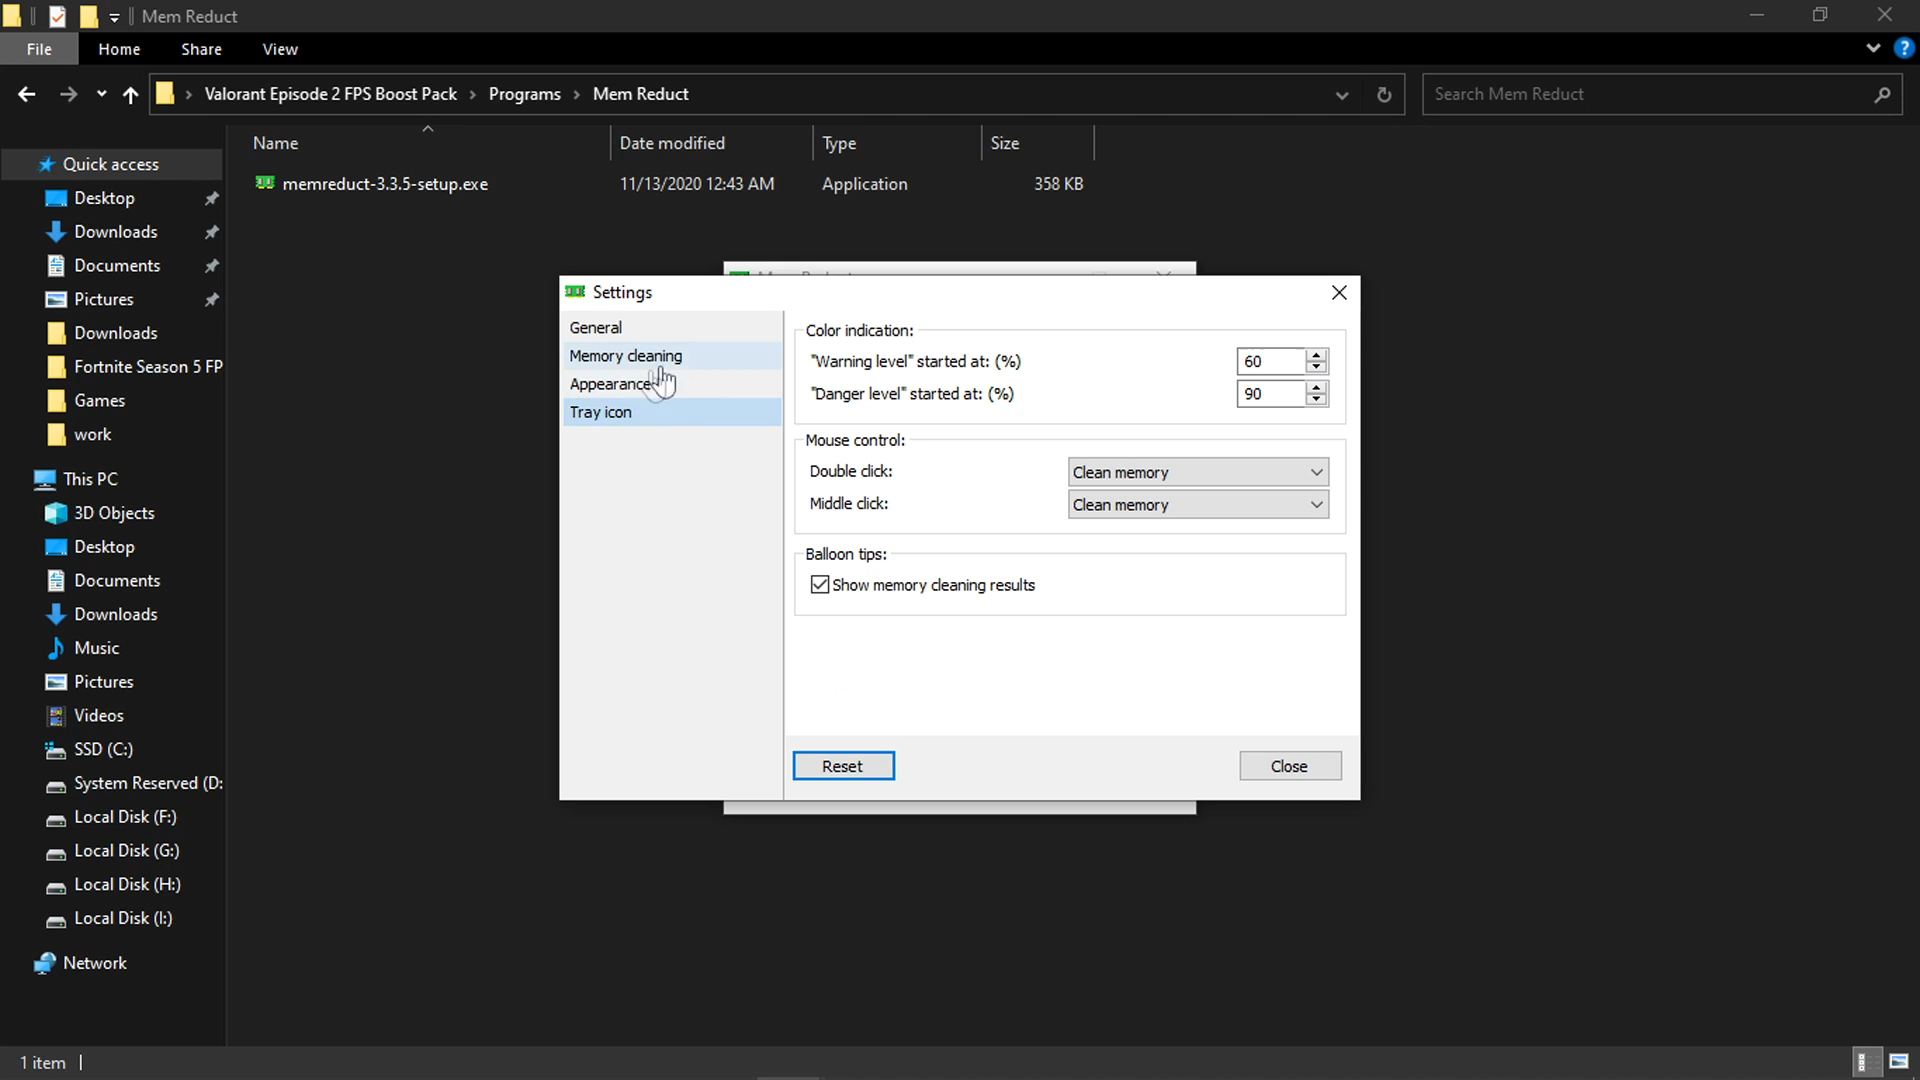 Mem Reduct
File Home Share View
Valorant Episode 2 FPS Boost Pack > Programs > Mem Reduct
Search Mem Reduct
Name Date modified Type Size
memreduct-3.3.5-setup.exe 11/13/2020 12:43 AM Application 358 KB
Quick access
Desktop
Downloads
Documents
Pictures
Downloads
Fortnite Season 5 FP
Games
work
This PC
3D Objects
Desktop
Documents
Downloads
Music
Pictures
Videos
SSD (C:)
System Reserved (D:
Local Disk (F:)
Local Disk (G:)
Local Disk (H:)
Local Disk (I:)
Network
Settings
General
Memory cleaning
Appearance
Tray icon
Color indication:
"Warning level" started at: (%) 60
"Danger level" started at: (%) 90
Mouse control:
Double click: Clean memory
Middle click: Clean memory
Balloon tips:
Show memory cleaning results
Reset Close
1 item